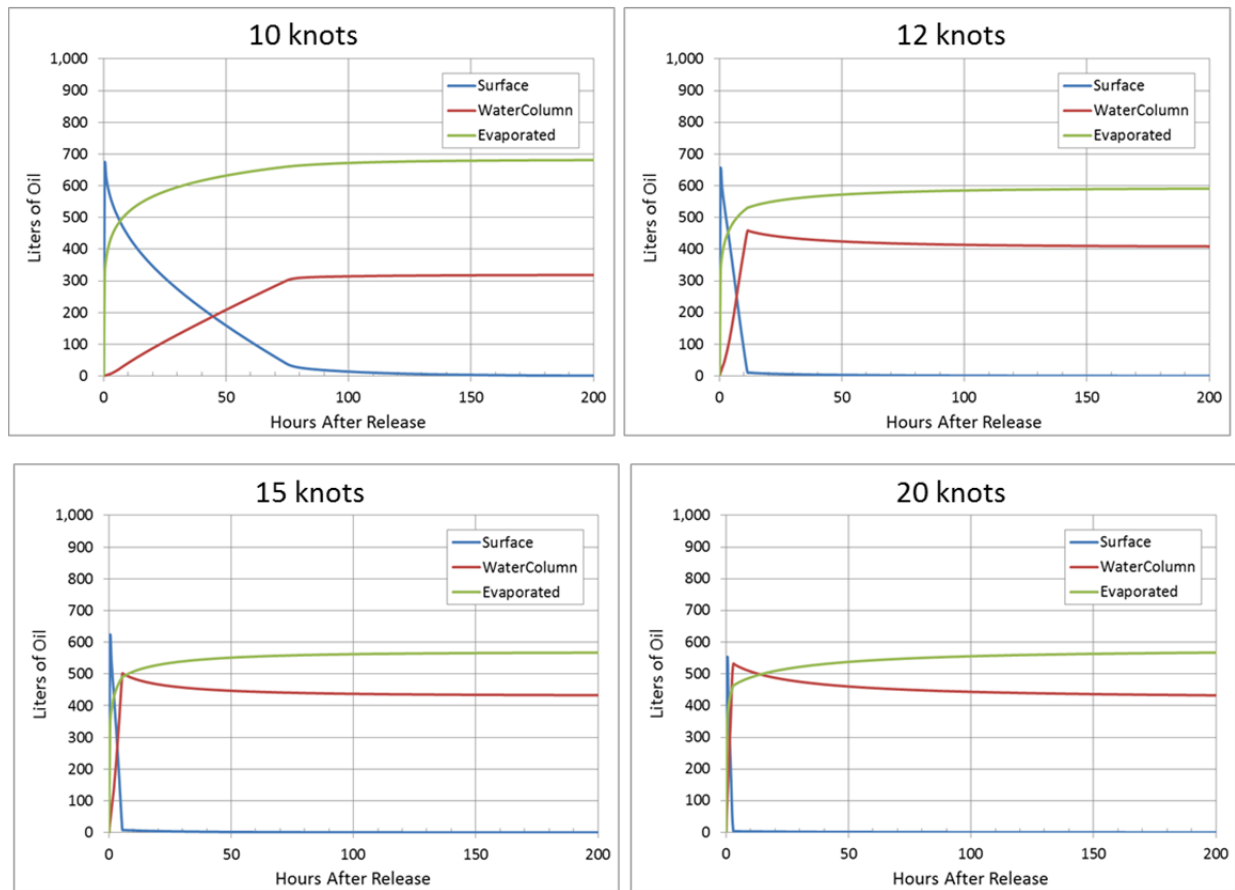 10 knots
1,000
900
800
700
600
500
400
300
200
100
0
Liters of Oil
Surface
WaterColumn
Evaporated
0 50 100 150 200
Hours After Release
12 knots
1,000
900
800
700
600
500
400
300
200
100
0
Liters of Oil
Surface
WaterColumn
Evaporated
0 50 100 150 200
Hours After Release
15 knots
1,000
900
800
700
600
500
400
300
200
100
0
Liters of Oil
Surface
WaterColumn
Evaporated
0 50 100 150 200
Hours After Release
20 knots
1,000
900
800
700
600
500
400
300
200
100
0
Liters of Oil
Surface
WaterColumn
Evaporated
0 50 100 150 200
Hours After Release